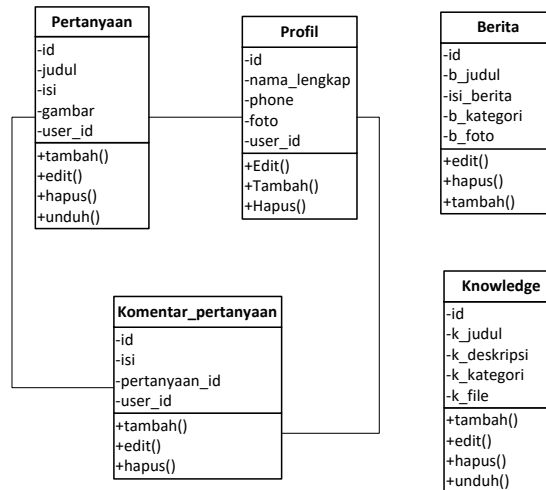 Pertanyaan
-id
-judul
-isi
-gambar
-user_id
+tambah()
+edit()
+hapus()
+unduh()
Profil
-id
-nama_lengkap
-phone
-foto
-user_id
+Edit()
+Tambah()
+Hapus()
Berita
-id
-b_judul
-isi_berita
-b_kategori
-b_foto
+edit()
+hapus()
+tambah()
Komentar_pertanyaan
-id
-isi
-pertanyaan_id
-user_id
+tambah()
+edit()
+hapus()
Knowledge
-id
-k_judul
-k_deskripsi
-k_kategori
-k_file
+tambah()
+edit()
+hapus()
+unduh()